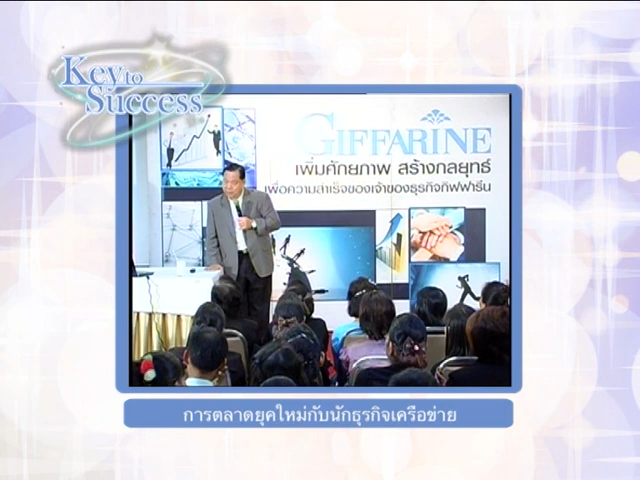 Key to
Success
GIFFARINE
เพิ่มศักยภาพ สร้างกลยุทธ์
เพื่อความสำเร็จของเจ้าของธุรกิจกิฟฟารีน
การตลาดยุคใหม่กับนักธุรกิจเครือข่าย